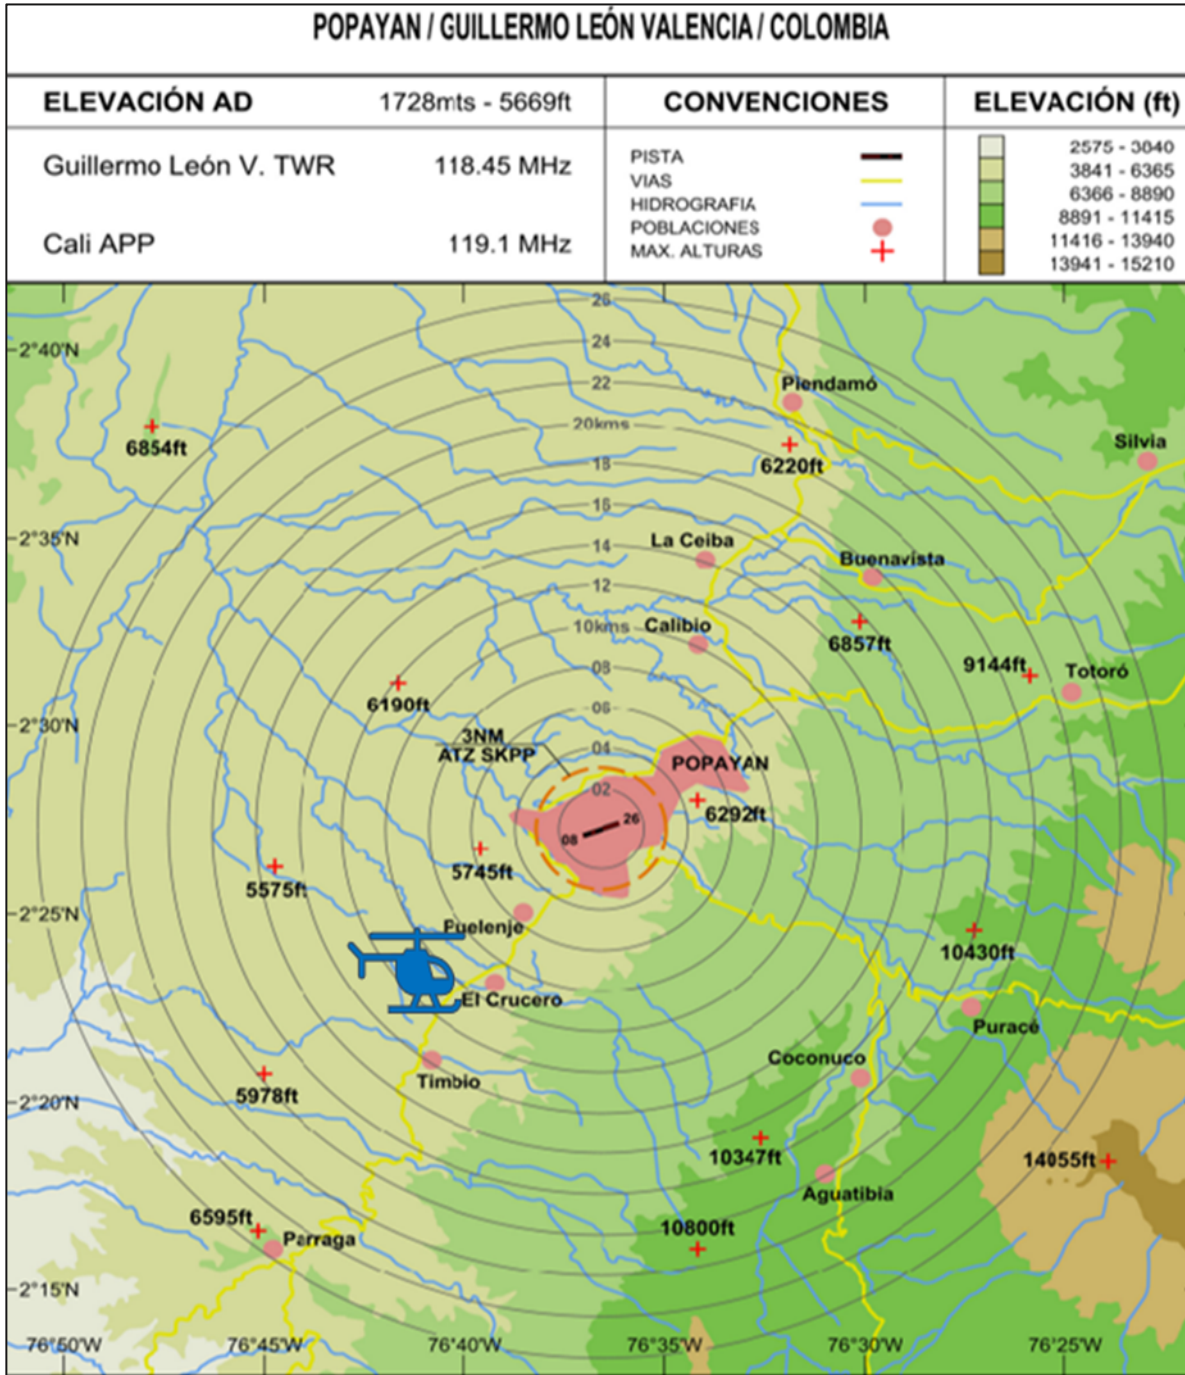 POPAYAN / GUILLERMO LEÓN VALENCIA / COLOMBIA
ELEVACIÓN AD 1728mts - 5669ft
Guillermo León V. TWR 118.45 MHz
Cali APP 119.1 MHz
CONVENCIONES
PISTA
VIAS
HIDROGRAFIA
POBLACIONES
MAX. ALTURAS
ELEVACIÓN (ft)
2575 - 3840
3841 - 6365
6366 - 8890
8891 - 11415
11416 - 13940
13941 - 15210
26
24
2°40'N
22
Piendamó
20kms
6854ft
Silvia
18
6220ft
16
2°35'N
14
La Ceiba
Buenavista
12
10kms
Calibio
6857ft
08
9144ft
Totoró
06
6190ft
2°30'N
04
3NM
ATZ SKPP
POPAYAN
02
6292ft
08
26
5745ft
5575ft
2°25'N
Puelenje
10430ft
El Crucero
Puracé
Coconuco
Timbio
5978ft
2°20'N
10347ft
14055ft
Aguatibia
6595ft
10800ft
Parraga
2°15'N
76°50'W
76°45'W
76°40'W
76°35'W
76°30'W
76°25'W